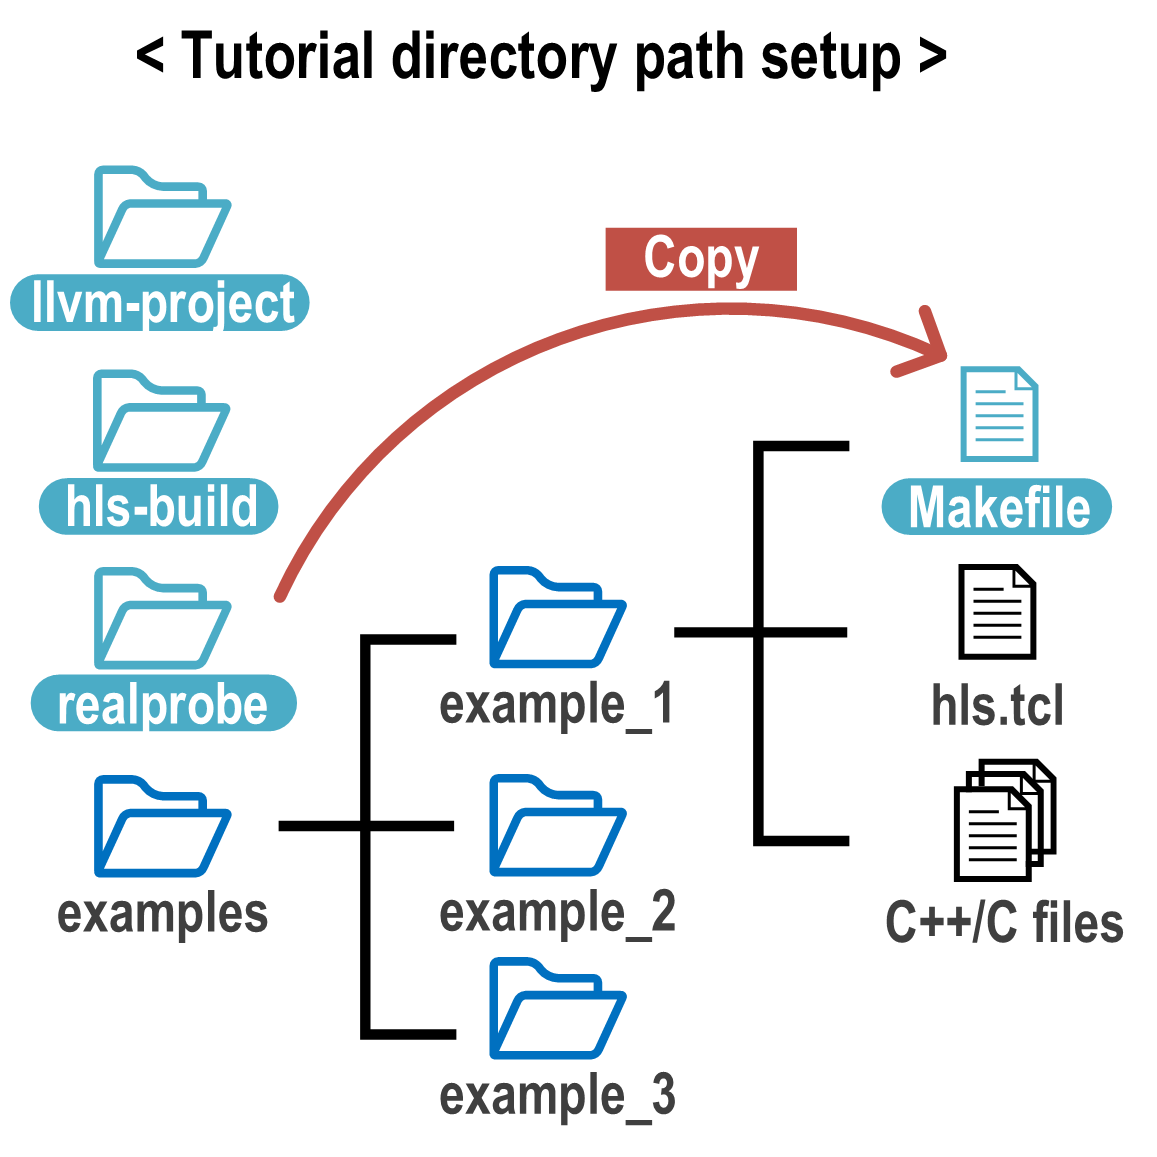 < Tutorial directory path setup >
Copy
llvm-project
hls-build
realprobe
examples
example_1
example_2
example_3
Makefile
hls.tcl
C++/C files